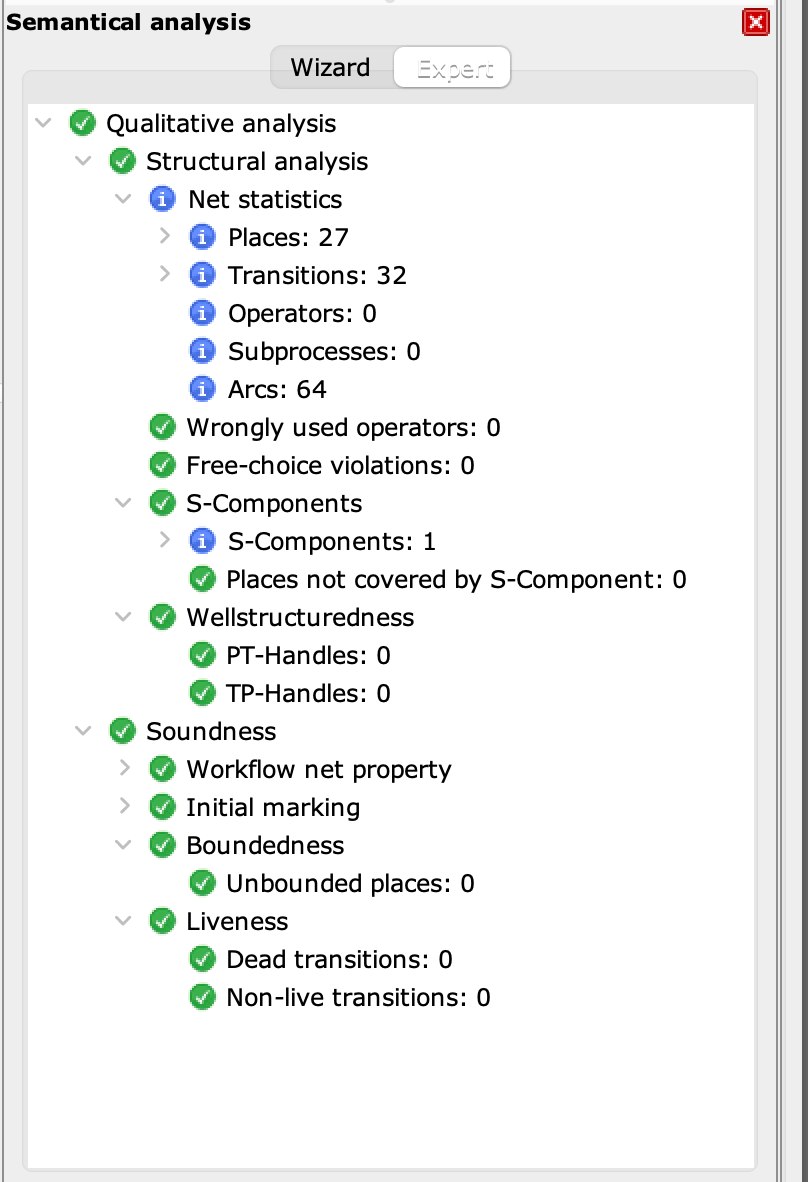 Semantical analysis
Wizard Expert
Qualitative analysis
Structural analysis
Net statistics
Places: 27
Transitions: 32
Operators: 0
Subprocesses: 0
Arcs: 64
Wrongly used operators: 0
Free-choice violations: 0
S-Components
S-Components: 1
Places not covered by S-Component: 0
Wellstructuredness
PT-Handles: 0
TP-Handles: 0
Soundness
Workflow net property
Initial marking
Boundedness
Unbounded places: 0
Liveness
Dead transitions: 0
Non-live transitions: 0